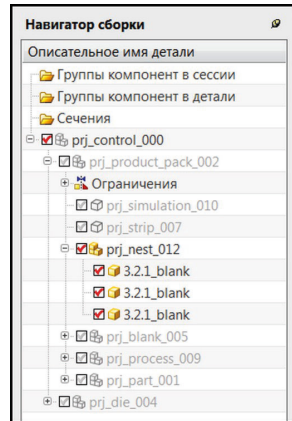 Навигатор сборки
Описательное имя детали
Группы компонент в сессии
Группы компонент в детали
Сечения
prj_control_000
prj_product_pack_002
Ограничения
prj_simulation_010
prj_strip_007
prj_nest_012
3.2.1_blank
3.2.1_blank
3.2.1_blank
prj_blank_005
prj_process_009
prj_part_001
prj_die_004